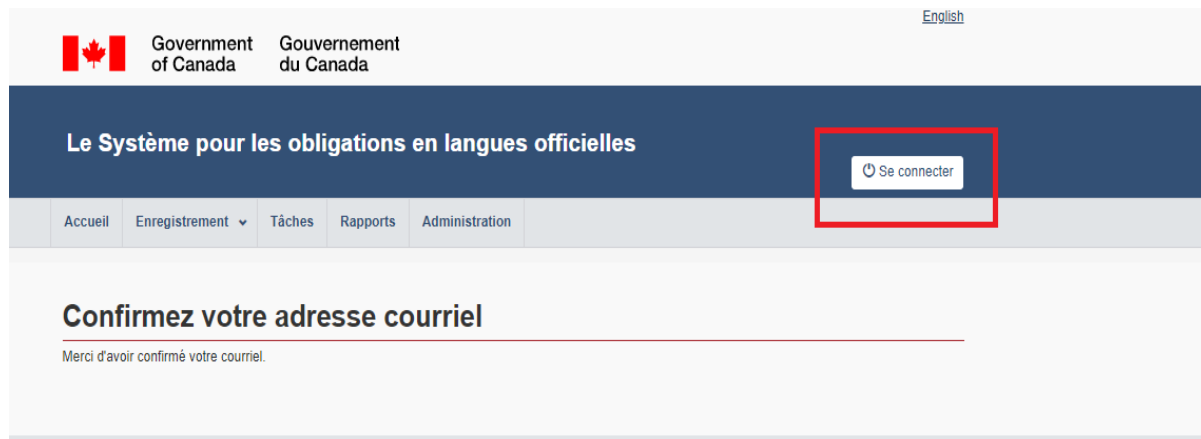 English
Government of Canada
Gouvernement du Canada
Le Système pour les obligations en langues officielles
Se connecter
Accueil Enregistrement Tâches Rapports Administration
Confirmez votre adresse courriel
Merci d'avoir confirmé votre courriel.